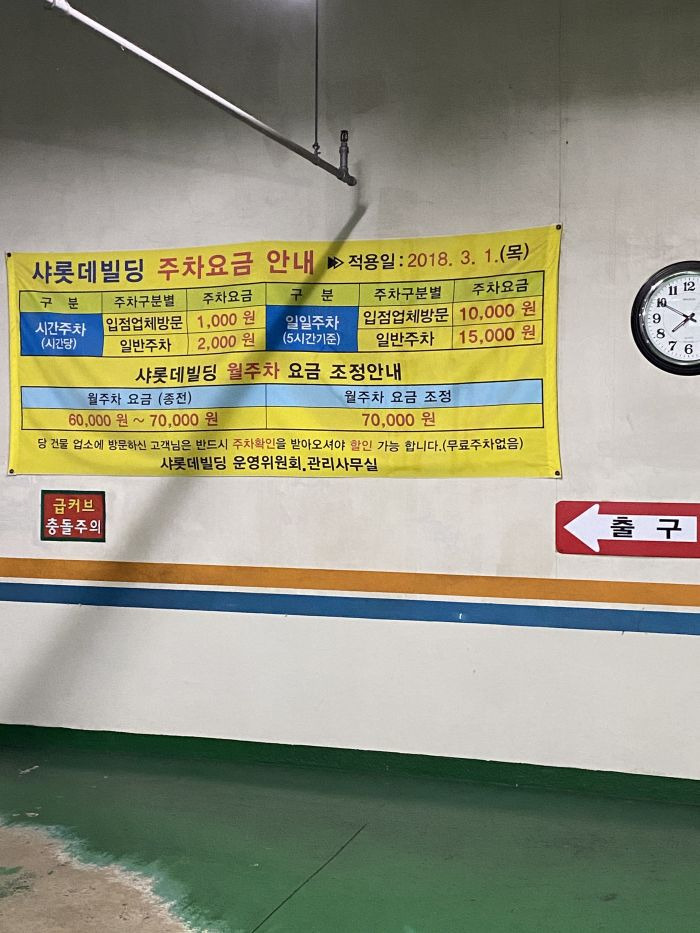 샤롯데빌딩 주차요금 안내 적용일 : 2018. 3. 1.(목)
구 분 주차구분별 주차요금 구 분 주차구분별 주차요금
시간주차 (시간당) 입점업체방문 1,000 원 일일주차 (5시간기준) 입점업체방문 10,000 원
일반주차 2,000 원 일반주차 15,000 원
샤롯데빌딩 월주차 요금 조정안내
월주차 요금 (종전) 월주차 요금 조정
60,000 원 ~ 70,000 원 70,000 원
당 건물 업소에 방문하신 고객님은 반드시 주차확인을 받아오셔야 할인 가능 합니다.(무료주차없음)
샤롯데빌딩 운영위원회.관리사무실
급커브
충돌주의
출 구
11 12
10
9
8
7 6